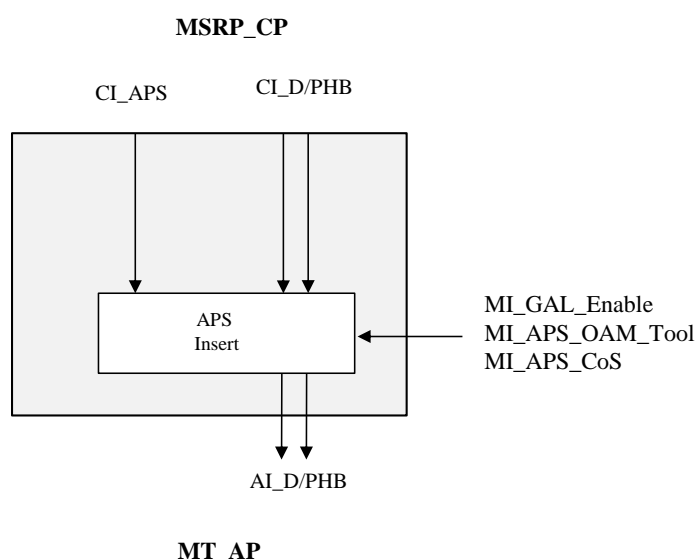 MSRP_CP
CI_APS
CI_D/PHB
APS
Insert
MI_GAL_Enable
MI_APS_OAM_Tool
MI_APS_CoS
AI_D/PHB
MT_AP